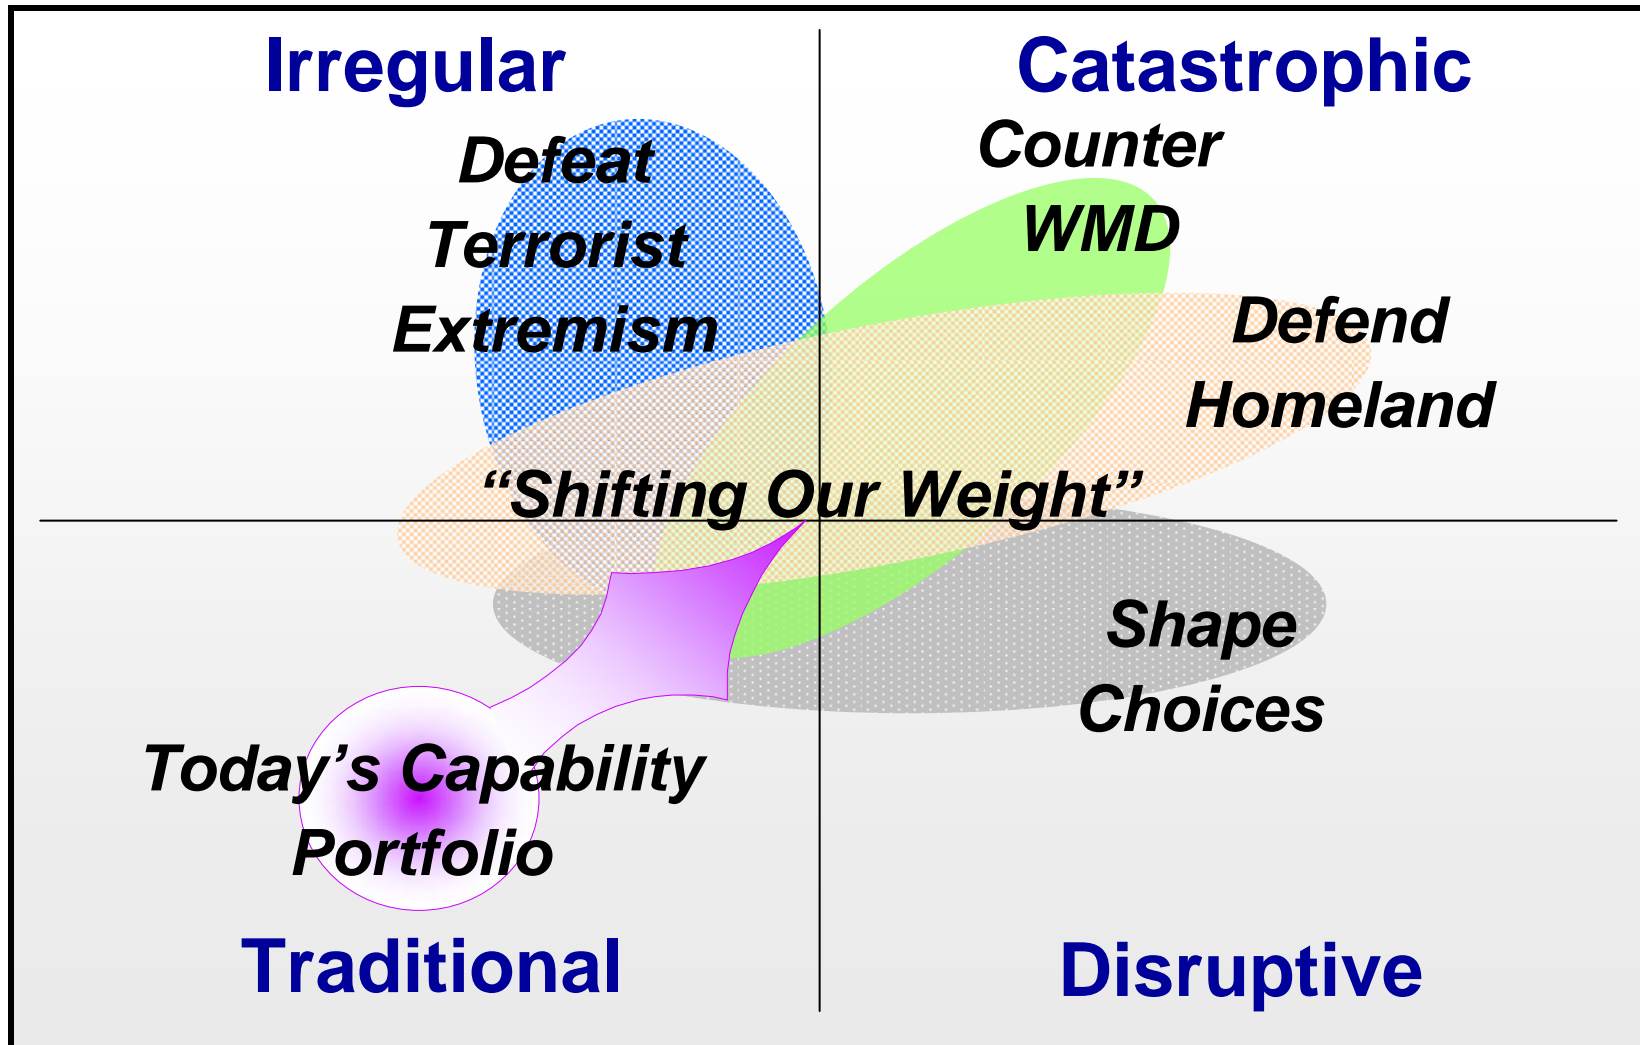 Irregular
Catastrophic
Defeat
Terrorist
Extremism
Counter
WMD
Defend
Homeland
“Shifting Our Weight”
Shape
Choices
Today’s Capability
Portfolio
Traditional
Disruptive